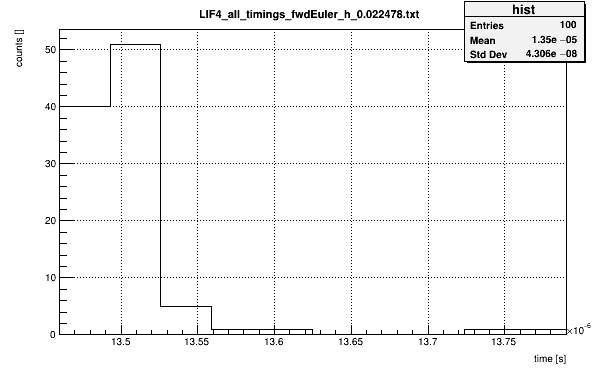 LIF4_all_timings_fwdEuler_h_0.022478.txt
hist
Entries 100
Mean 1.35e −05
Std Dev 4.306e −08
counts []
50
40
30
20
10
0
13.5 13.55 13.6 13.65 13.7 13.75
×10⁻⁶
time [s]